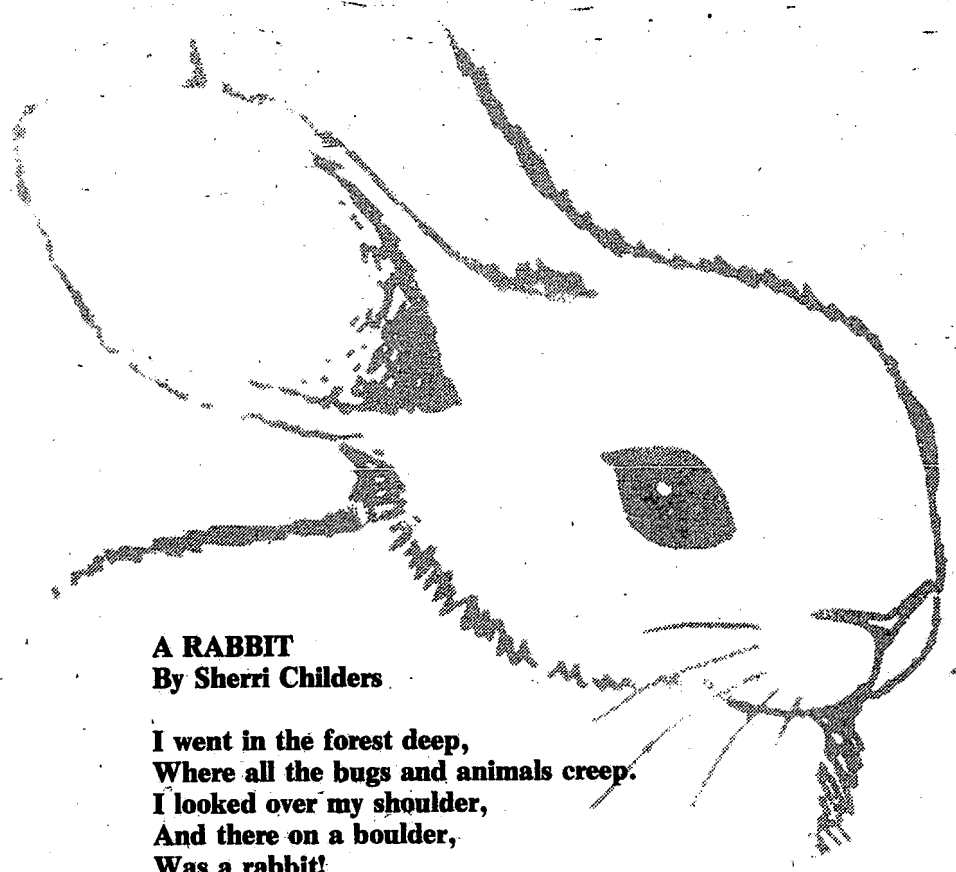 A RABBIT
By Sherri Childers
I went in the forest deep,
Where all the bugs and animals creep.
I looked over my shoulder,
And there on a boulder,
Was a rabbit!